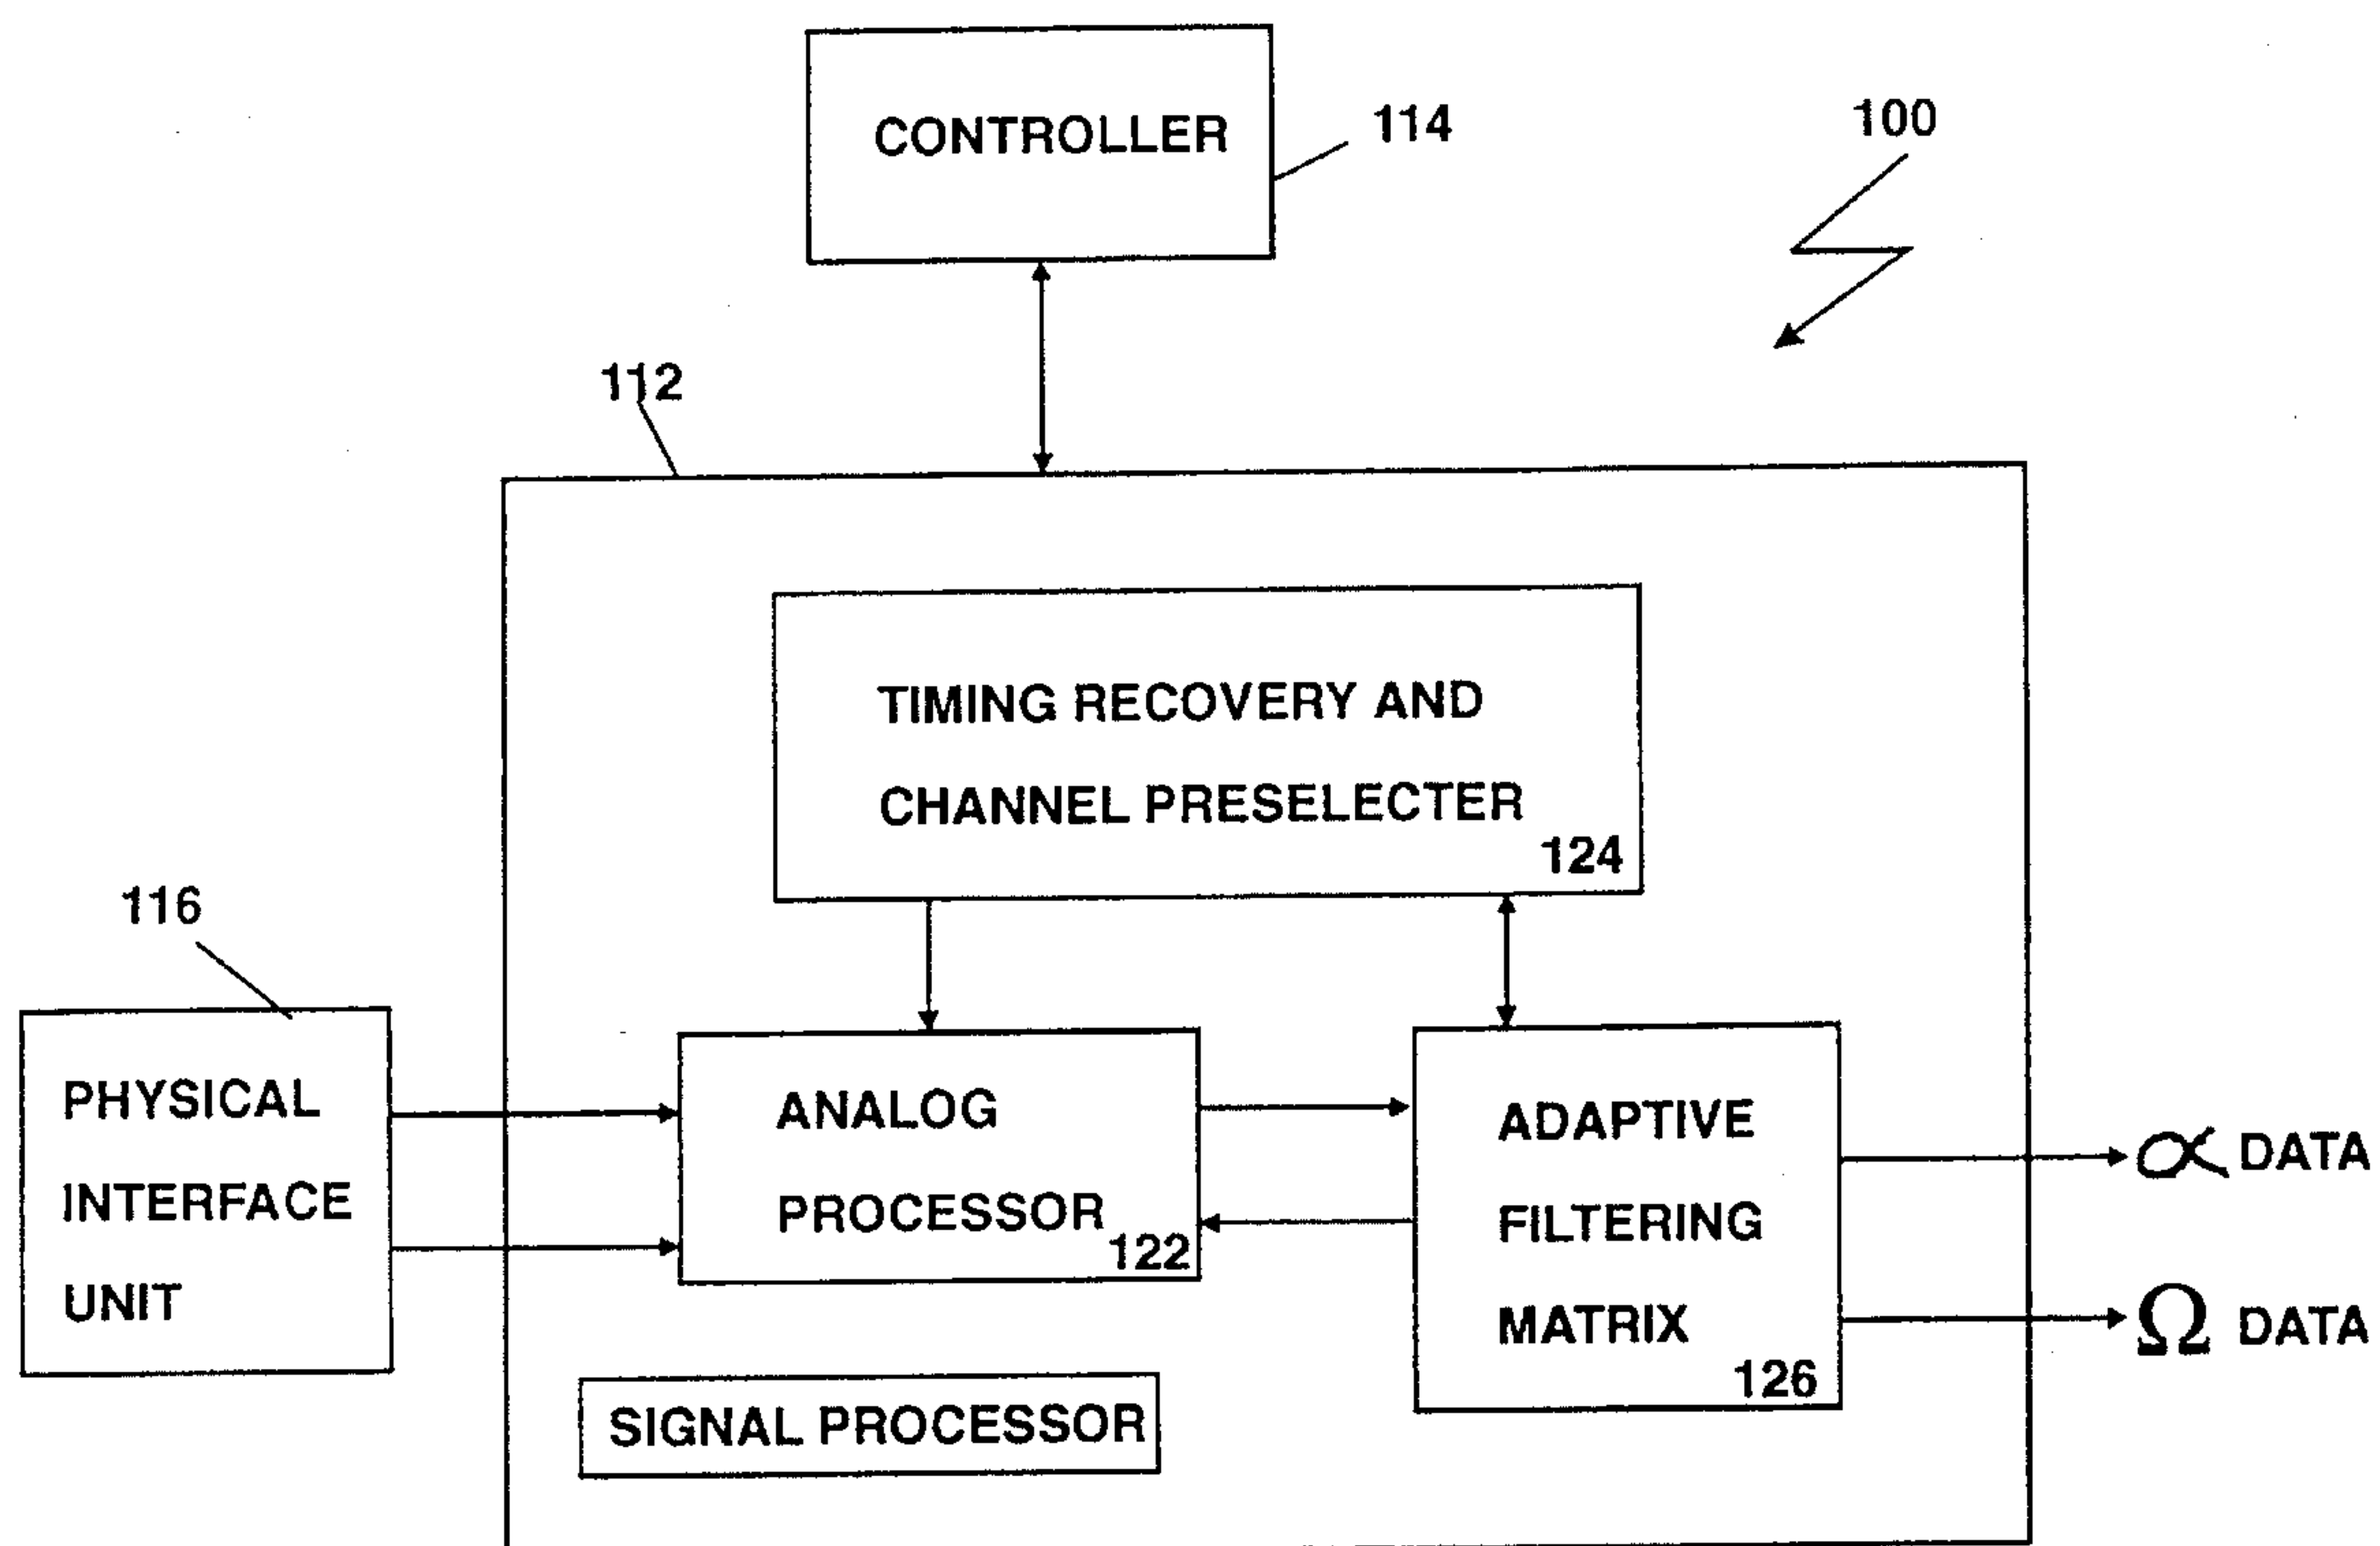 CONTROLLER
114
100
112
TIMING RECOVERY AND
CHANNEL PRESELECTER
124
116
PHYSICAL
INTERFACE
UNIT
ANALOG
PROCESSOR
122
ADAPTIVE
FILTERING
MATRIX
126
α DATA
Ω DATA
SIGNAL PROCESSOR